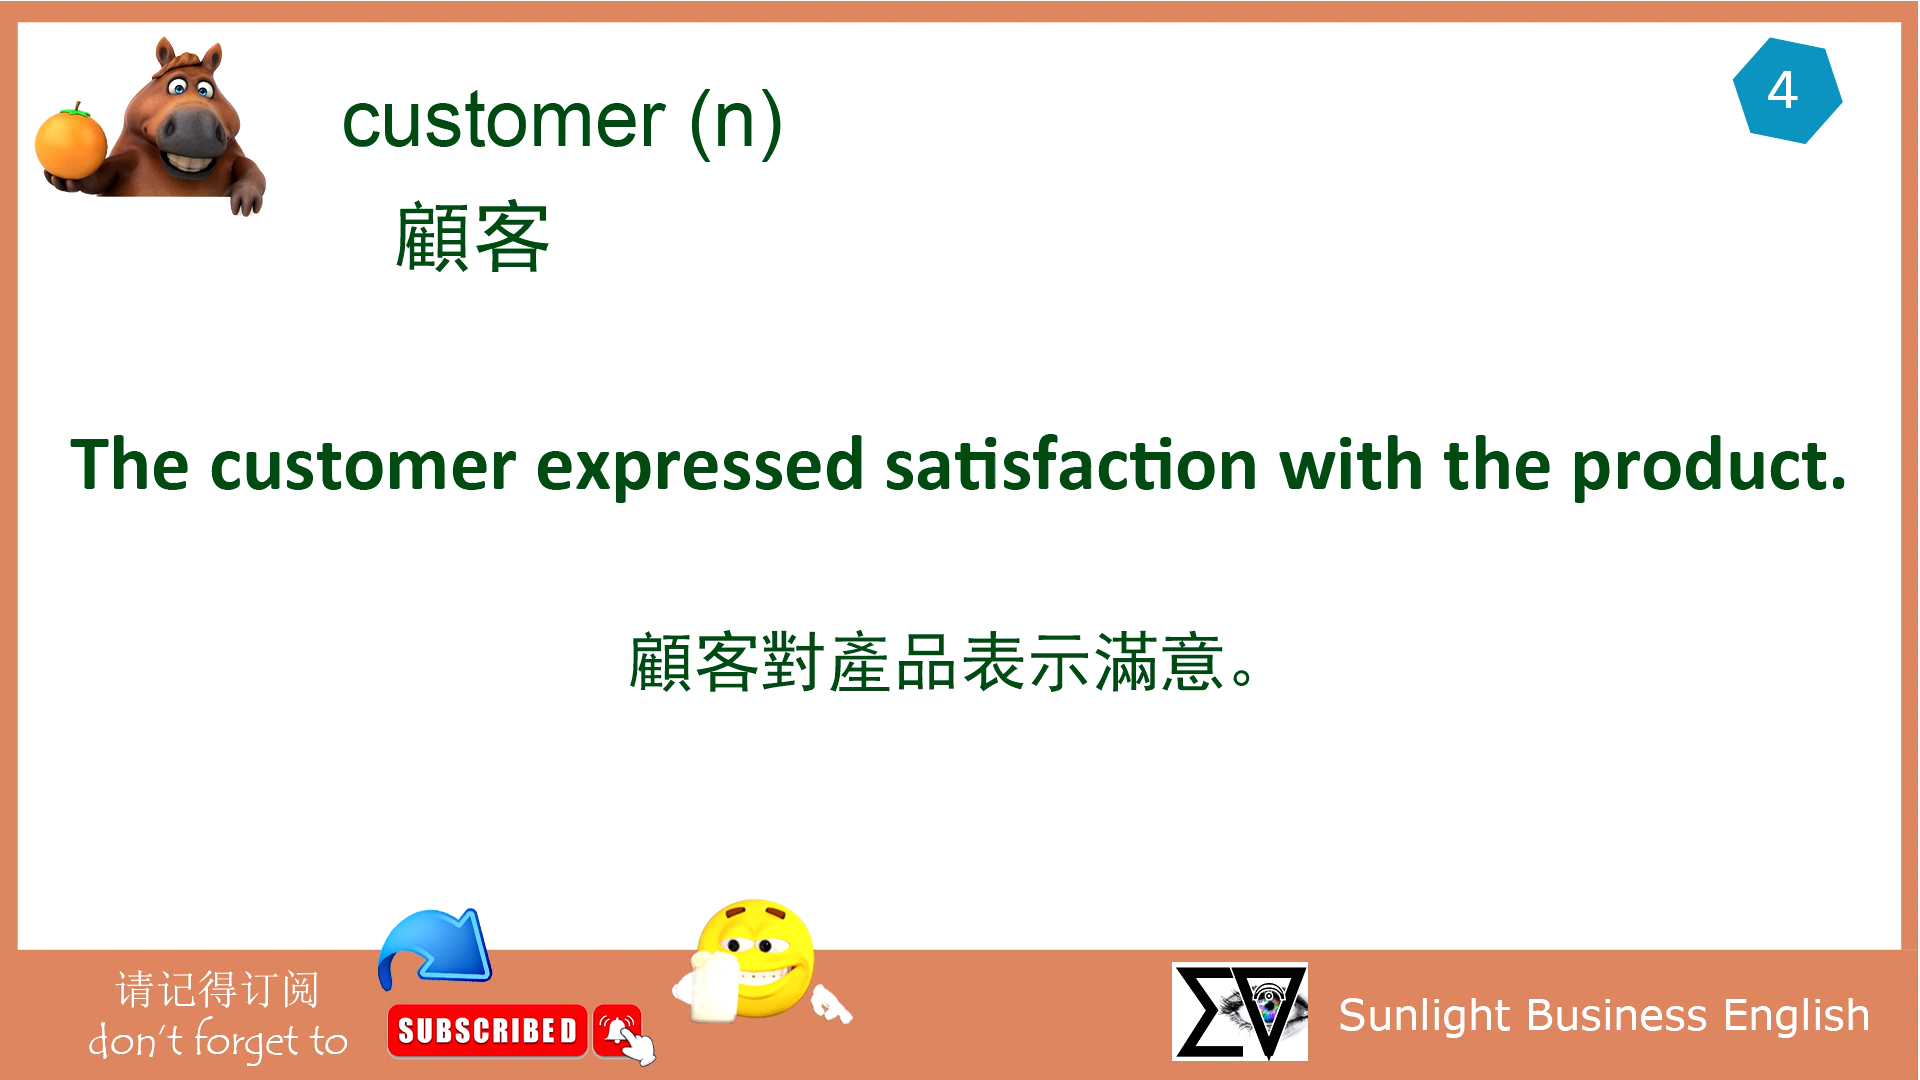 customer (n)
4
顧客
The customer expressed satisfaction with the product.
顧客對產品表示滿意。
请记得订阅
don't forget to
SUBSCRIBED
Sunlight Business English